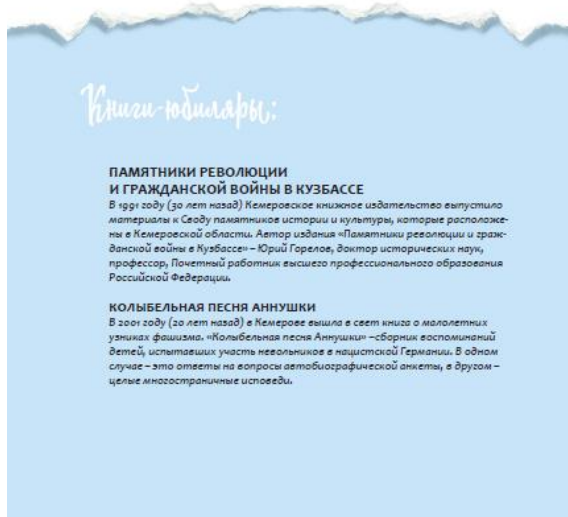 Книги-юбиляры:
ПАМЯТНИКИ РЕВОЛЮЦИИ
И ГРАЖДАНСКОЙ ВОЙНЫ В КУЗБАССЕ
В 1991 году (30 лет назад) Кемеровское книжное издательство выпустило
материалы к Своду памятников истории и культуры, которые расположе-
ны в Кемеровской области. Автор издания «Памятники революции и граж-
данской войны в Кузбассе» – Юрий Горелов, доктор исторических наук,
профессор, Почетный работник высшего профессионального образования
Российской Федерации.
КОЛЫБЕЛЬНАЯ ПЕСНЯ АННУШКИ
В 2001 году (20 лет назад) в Кемерове вышла в свет книга о малолетних
узниках фашизма. «Колыбельная песня Аннушки» –сборник воспоминаний
детей, испытавших участь невольников в нацистской Германии. В одном
случае – это ответы на вопросы автобиографической анкеты, в другом –
целые многостраничные исповеди.